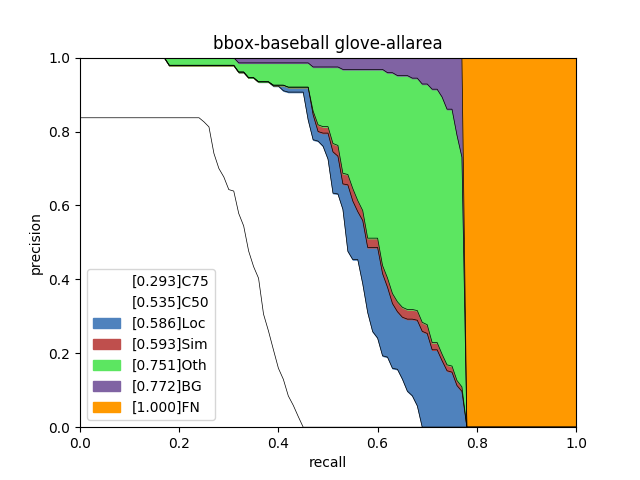 bbox-baseball glove-allarea
1.0
0.8
0.6
0.4
0.2
0.0
precision
[0.293]C75
[0.535]C50
[0.586]Loc
[0.593]Sim
[0.751]Oth
[0.772]BG
[1.000]FN
0.0 0.2 0.4 0.6 0.8 1.0
recall